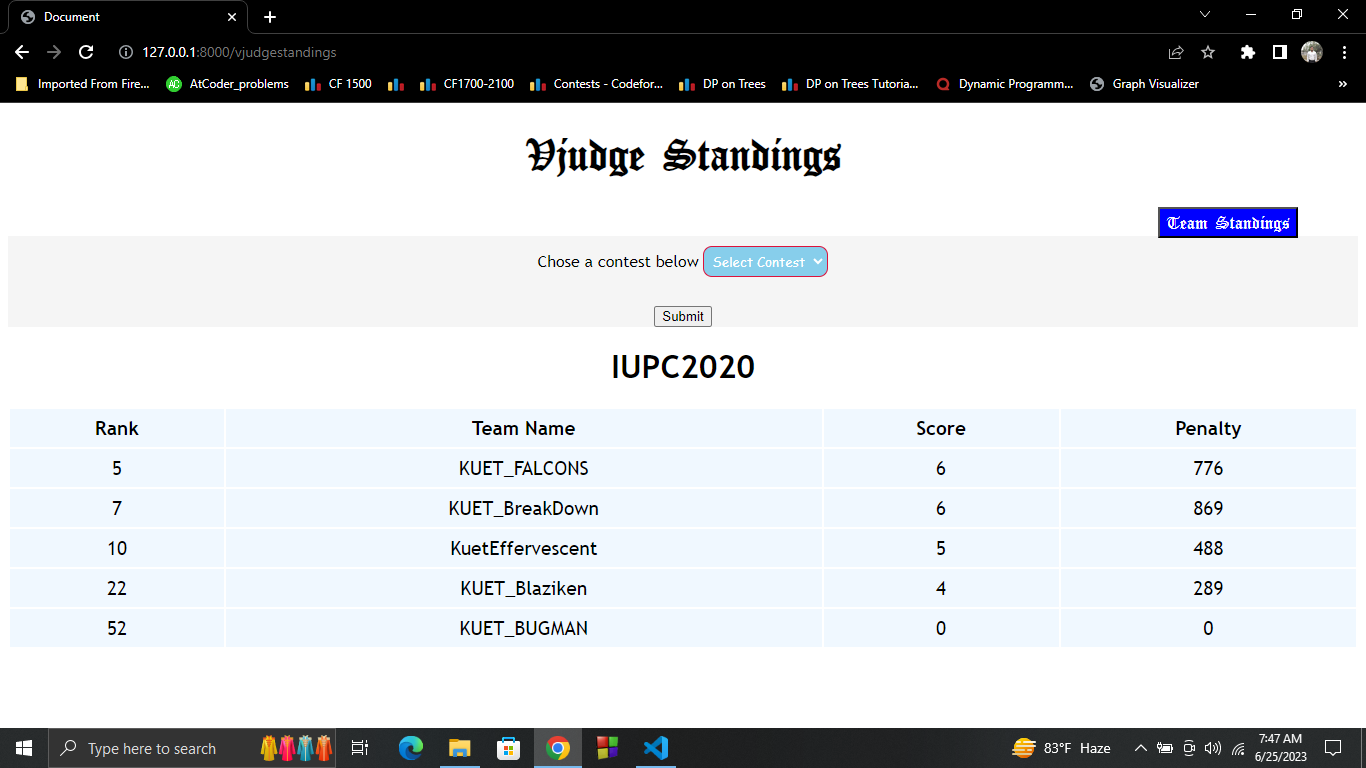 Document
127.0.0.1:8000/vjudgestandings
Imported From Fire... AtCoder_problems CF 1500 CF1700-2100 Contests - Codefor... DP on Trees DP on Trees Tutoria... Dynamic Programm... Graph Visualizer »
Vjudge Standings
Team Standings
Chose a contest below Select Contest
Submit
IUPC2020
Rank Team Name Score Penalty
5 KUET_FALCONS 6 776
7 KUET_BreakDown 6 869
10 KuetEffervescent 5 488
22 KUET_Blaziken 4 289
52 KUET_BUGMAN 0 0
Type here to search 83°F Haze 7:47 AM
6/25/2023